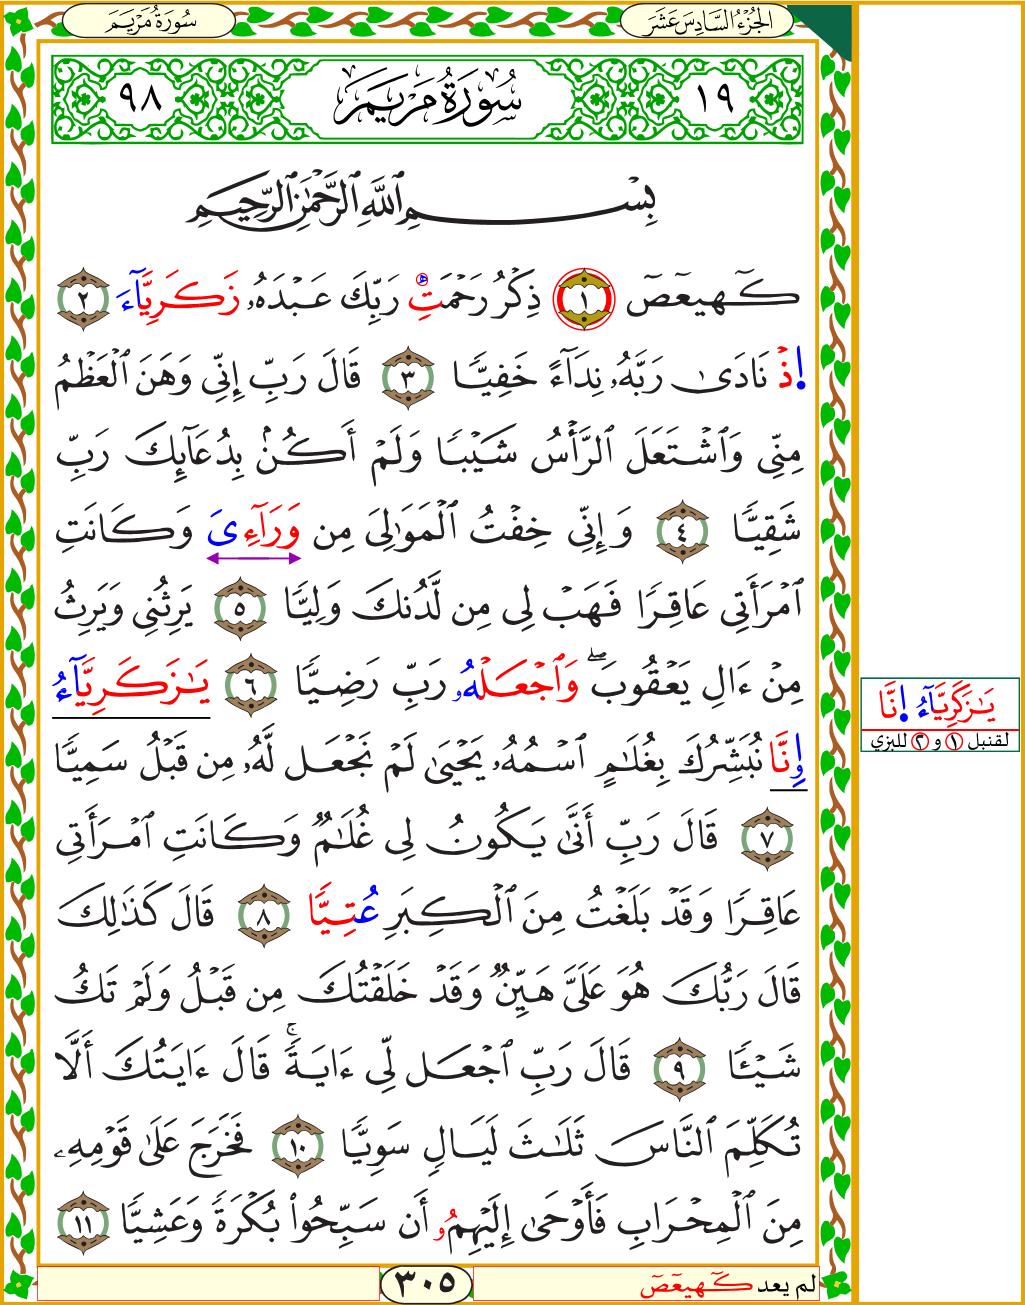 الجُزْءُ السَّادِسَ عَشَرَ
سُورَةُ مَرْيَمَ
١٩ سُورَةُ مَرْيَمَ ٩٨
بِسْمِ ٱللَّهِ ٱلرَّحْمَٰنِ ٱلرَّحِيمِ
كٓهيعٓصٓ ١ ذِكْرُ رَحْمَتِ رَبِّكَ عَبْدَهُۥ زَكَرِيَّآءَ ٢
إِذْ نَادَىٰ رَبَّهُۥ نِدَآءً خَفِيًّا ٣ قَالَ رَبِّ إِنِّي وَهَنَ ٱلْعَظْمُ
مِنِّي وَٱشْتَعَلَ ٱلرَّأْسُ شَيْبًا وَلَمْ أَكُنۢ بِدُعَآئِكَ رَبِّ
شَقِيًّا ٤ وَإِنِّي خِفْتُ ٱلْمَوَٰلِيَ مِن وَرَآءِىَ وَكَانَتِ
ٱمْرَأَتِي عَاقِرًا فَهَبْ لِي مِن لَّدُنكَ وَلِيًّا ٥ يَرِثُنِي وَيَرِثُ
مِنْ ءَالِ يَعْقُوبَۖ وَٱجْعَلْهُۥ رَبِّ رَضِيًّا ٦ يَٰزَكَرِيَّآءُ
إِنَّا نُبَشِّرُكَ بِغُلَٰمٍ ٱسْمُهُۥ يَحْيَىٰ لَمْ نَجْعَل لَّهُۥ مِن قَبْلُ سَمِيًّا
٧ قَالَ رَبِّ أَنَّىٰ يَكُونُ لِي غُلَٰمٌ وَكَانَتِ ٱمْرَأَتِي
عَاقِرًا وَقَدْ بَلَغْتُ مِنَ ٱلْكِبَرِ عُتِيًّا ٨ قَالَ كَذَٰلِكَ
قَالَ رَبُّكَ هُوَ عَلَيَّ هَيِّنٌ وَقَدْ خَلَقْتُكَ مِن قَبْلُ وَلَمْ تَكُ
شَيْـًٔا ٩ قَالَ رَبِّ ٱجْعَل لِّي ءَايَةًۚ قَالَ ءَايَتُكَ أَلَّا
تُكَلِّمَ ٱلنَّاسَ ثَلَٰثَ لَيَالٍ سَوِيًّا ١٠ فَخَرَجَ عَلَىٰ قَوْمِهِۦ
مِنَ ٱلْمِحْرَابِ فَأَوْحَىٰ إِلَيْهِمُۥ أَن سَبِّحُوا۟ بُكْرَةً وَعَشِيًّا ١١
يَٰزَكَرِيَّآءُ إِنَّا
لقنبل ١ و ٢ للبزي
لم يعد كٓهيعٓصٓ
٣٠٥